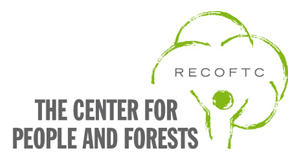 RECOFTC
THE CENTER FOR
PEOPLE AND FORESTS